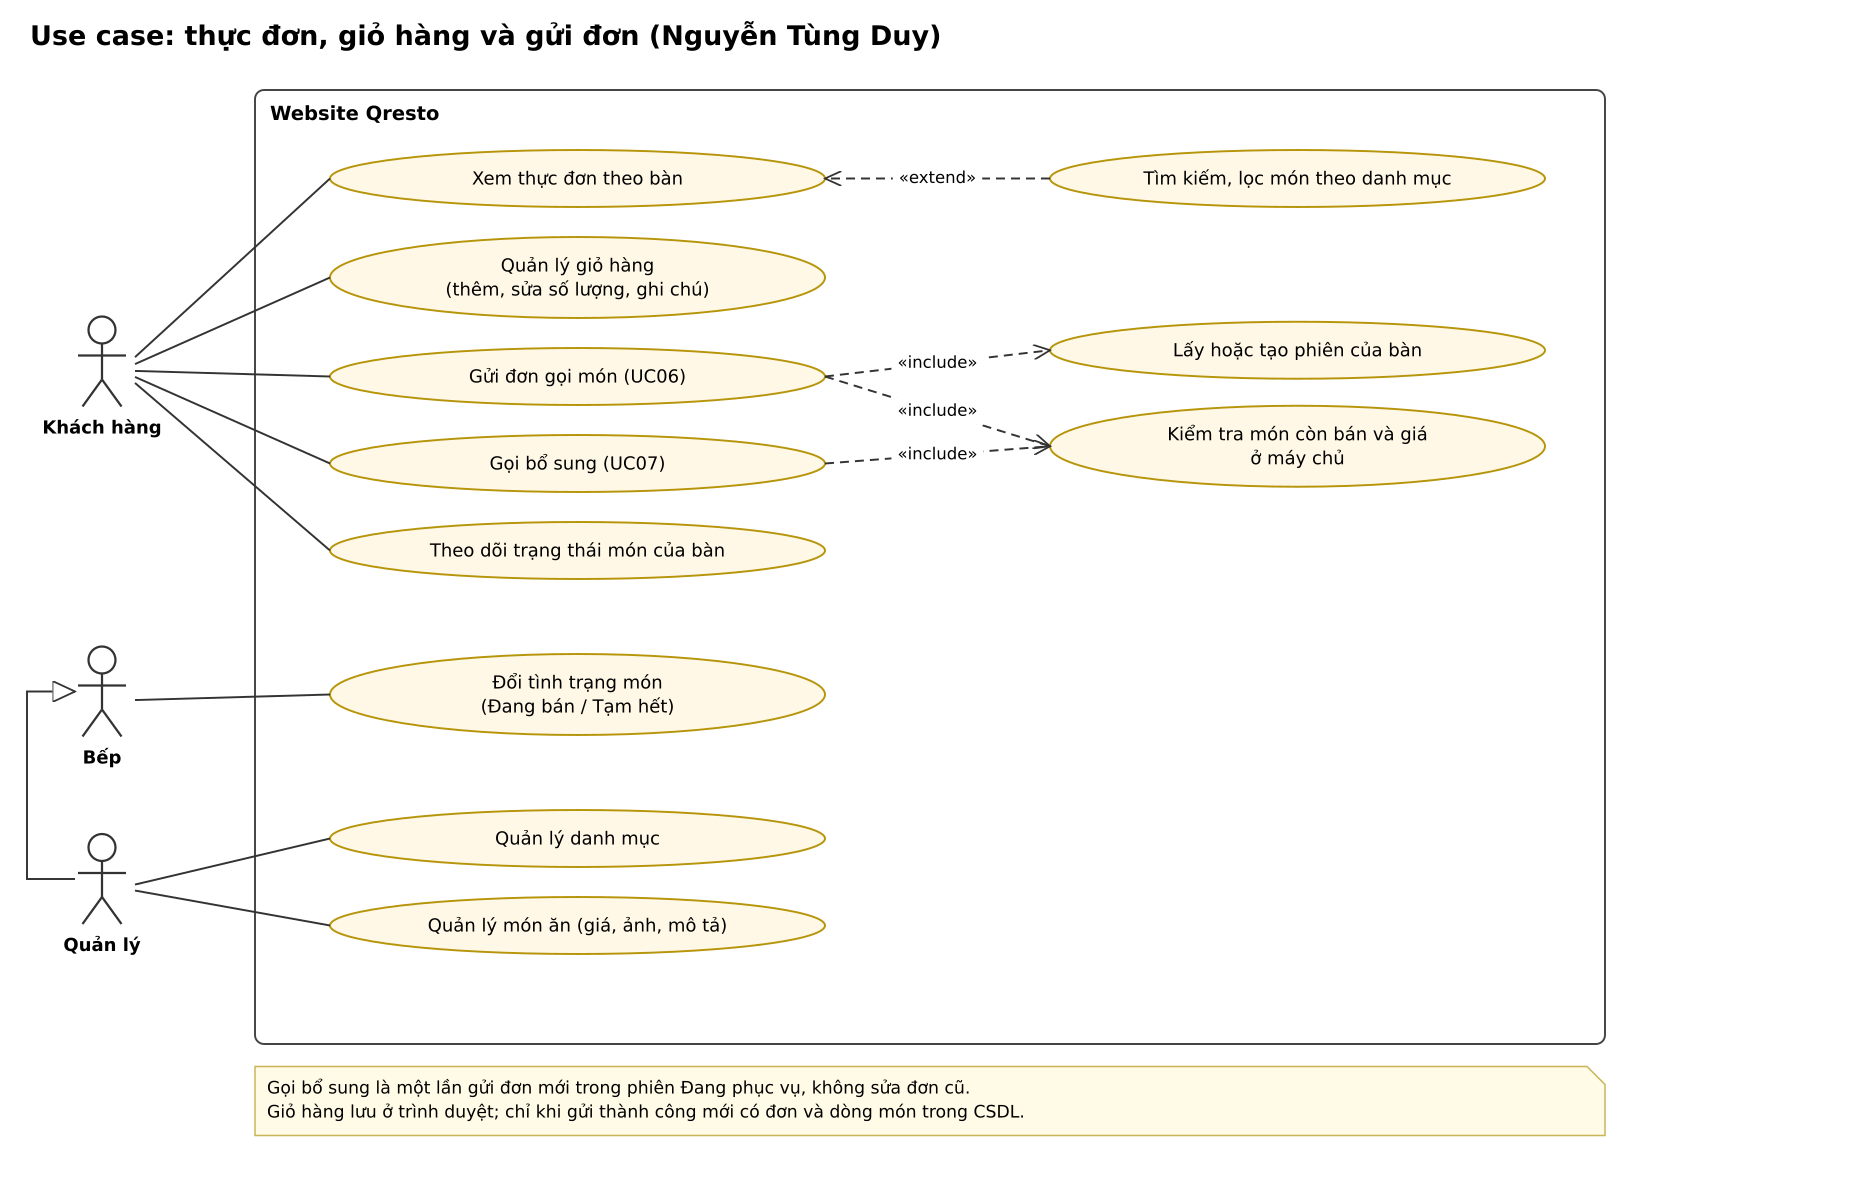 Use case: thực đơn, giỏ hàng và gửi đơn (Nguyễn Tùng Duy)
Website Qresto
Xem thực đơn theo bàn
«extend»
Tìm kiếm, lọc món theo danh mục
Quản lý giỏ hàng
(thêm, sửa số lượng, ghi chú)
Gửi đơn gọi món (UC06)
«include»
Lấy hoặc tạo phiên của bàn
«include»
Khách hàng
Gọi bổ sung (UC07)
«include»
Kiểm tra món còn bán và giá
ở máy chủ
Theo dõi trạng thái món của bàn
Đổi tình trạng món
(Đang bán / Tạm hết)
Bếp
Quản lý danh mục
Quản lý món ăn (giá, ảnh, mô tả)
Quản lý
Gọi bổ sung là một lần gửi đơn mới trong phiên Đang phục vụ, không sửa đơn cũ.
Giỏ hàng lưu ở trình duyệt; chỉ khi gửi thành công mới có đơn và dòng món trong CSDL.